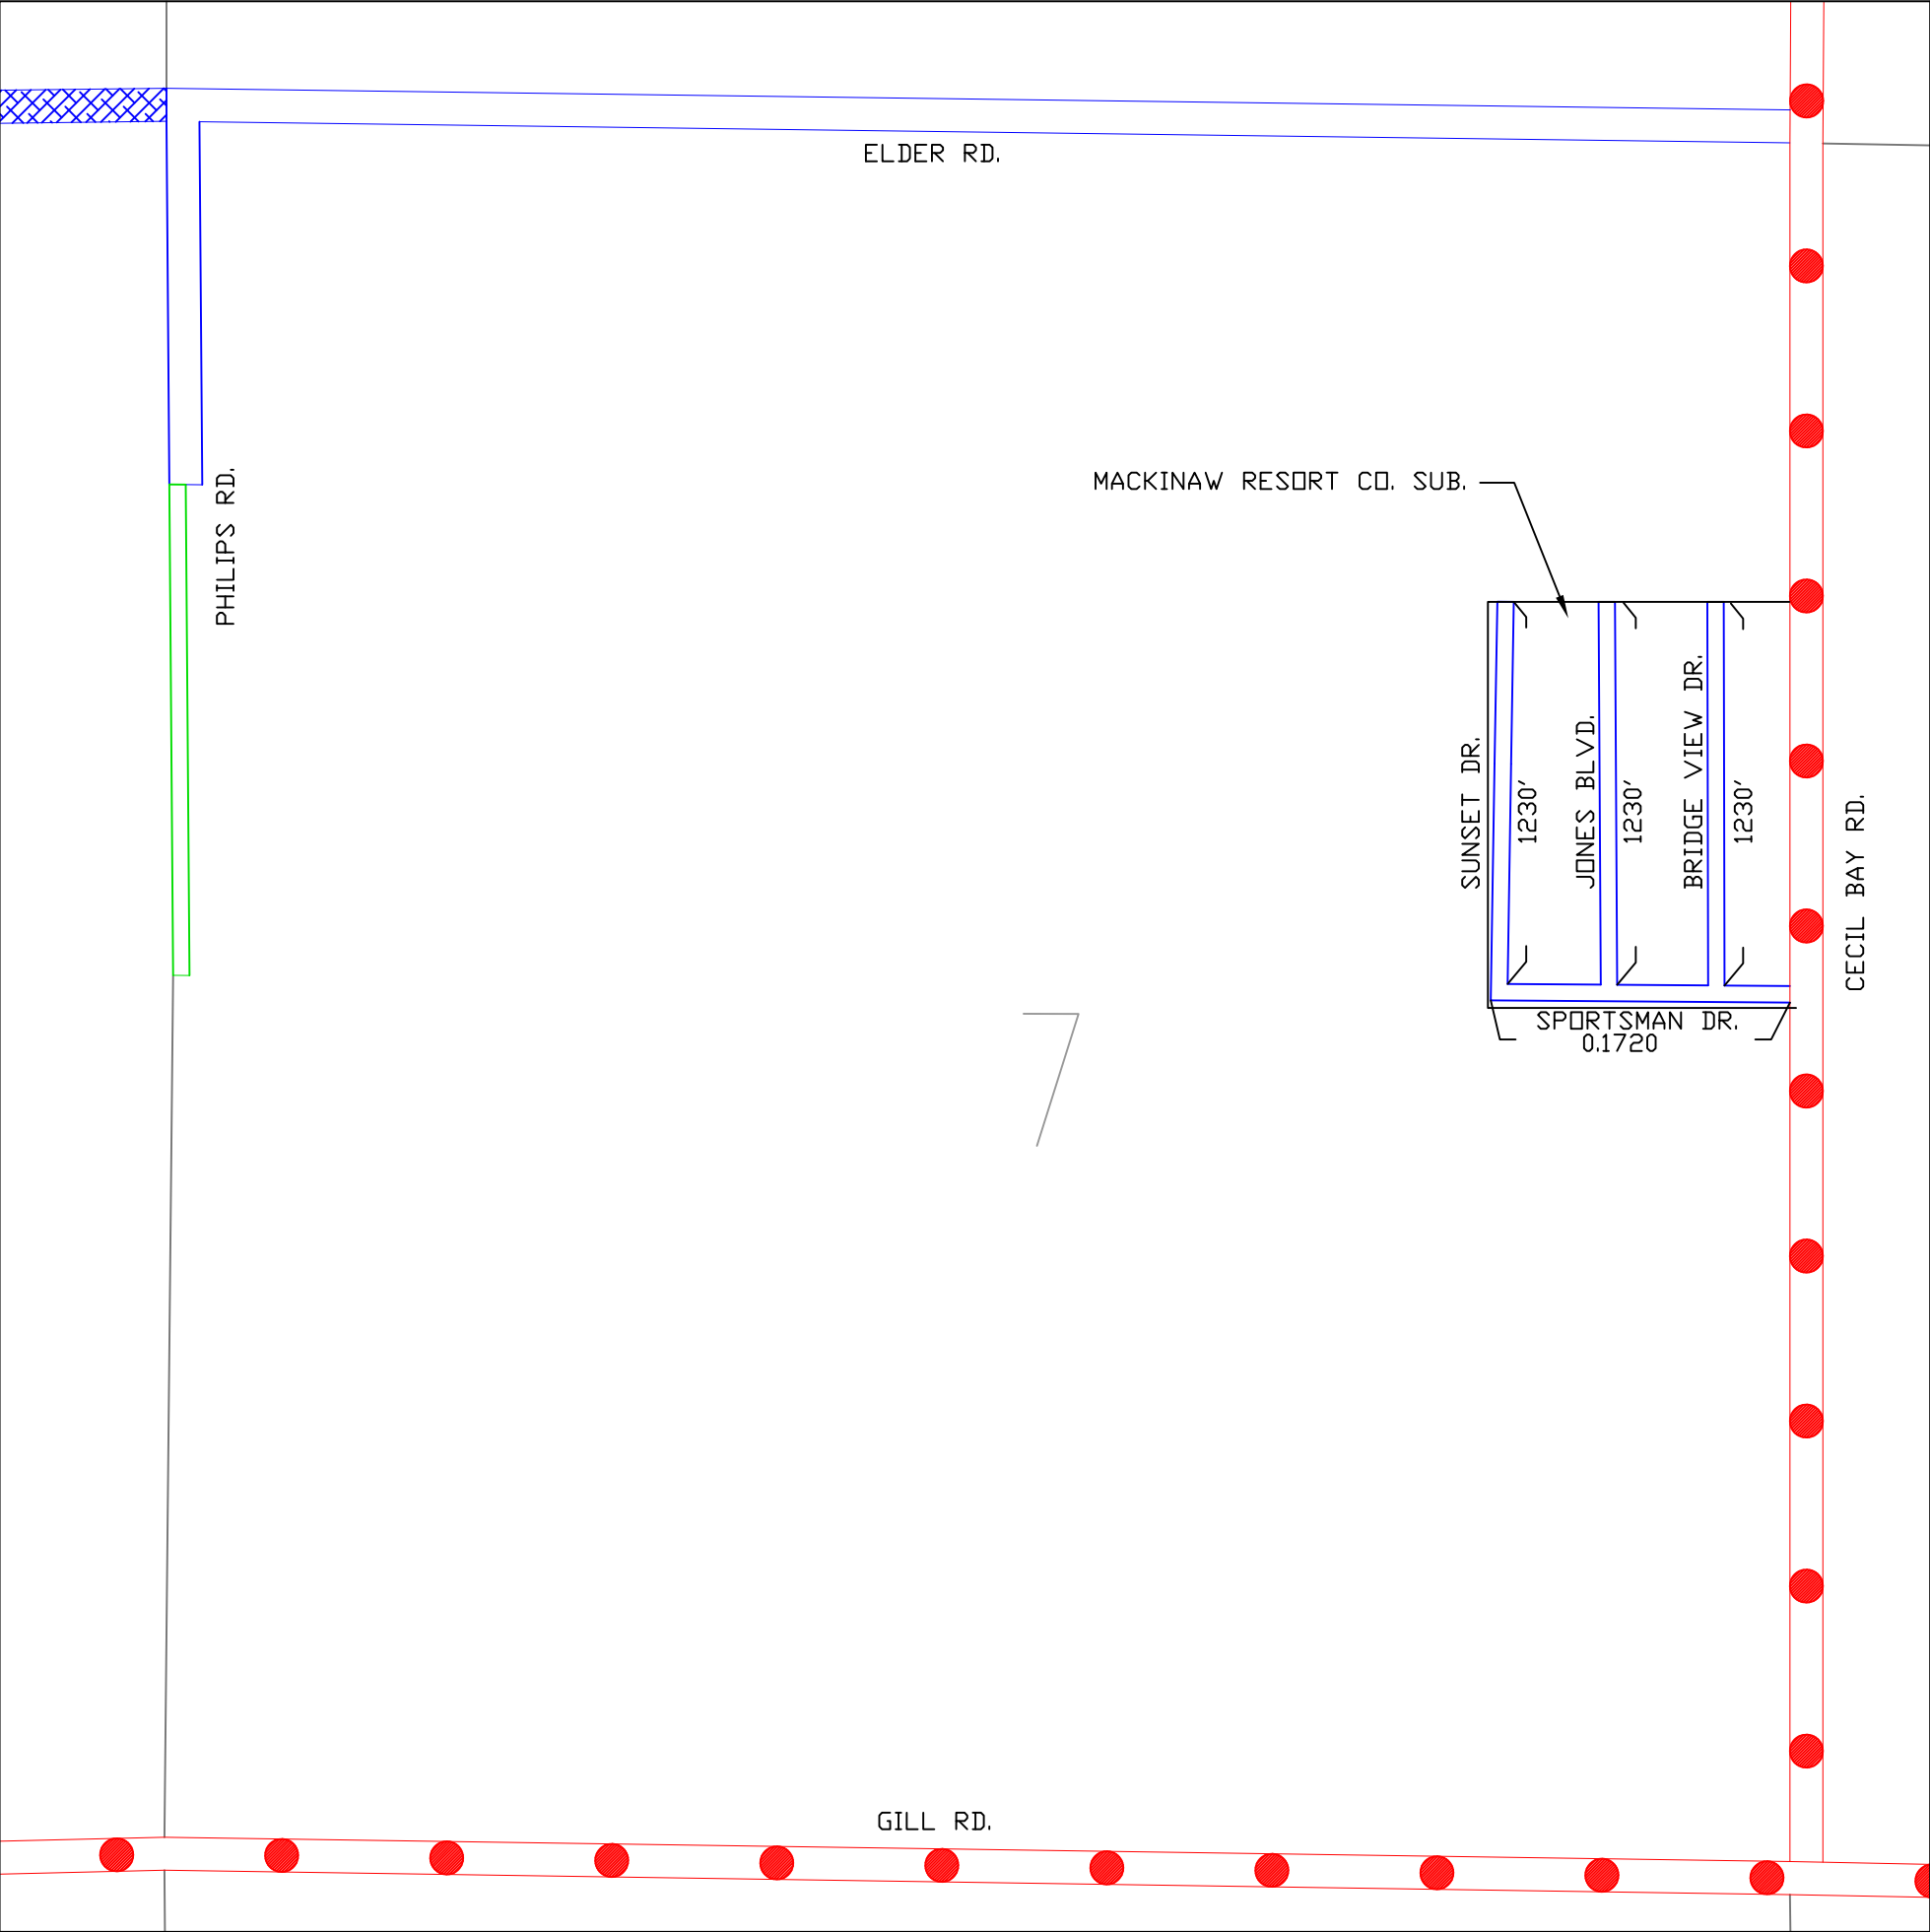 ELDER RD.
PHILIPS RD.
MACKINAW RESORT CO. SUB.
SUNSET DR.
1230'
JONES BLVD.
1230'
BRIDGE VIEW DR.
1230'
CECIL BAY RD.
SPORTSMAN DR.
0.1720
7
GILL RD.